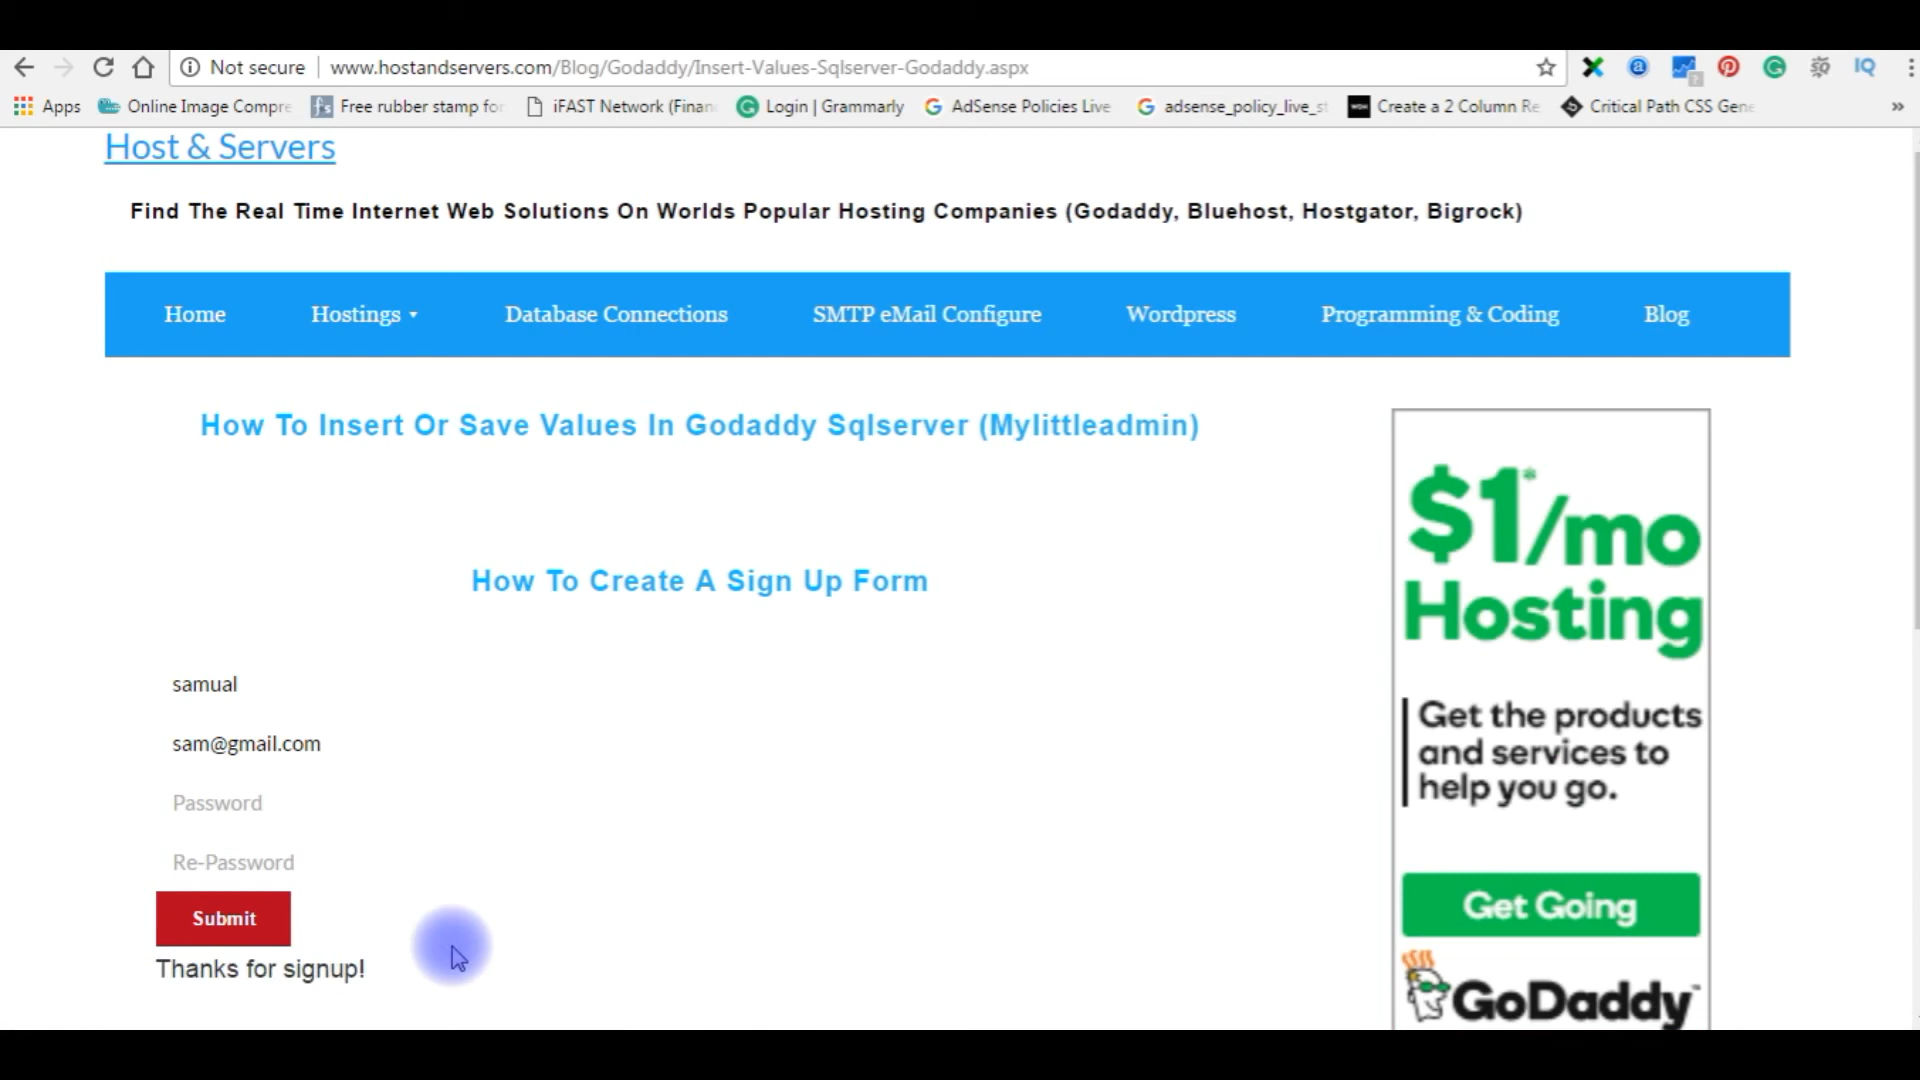 Not secure www.hostandservers.com/Blog/Godaddy/Insert-Values-Sqlserver-Godaddy.aspx IQ
Apps Online Image Compre Free rubber stamp for iFAST Network (Finan Login | Grammarly AdSense Policies Live adsense_policy_live_st Create a 2 Column Re Critical Path CSS Gene »
Host & Servers
Find The Real Time Internet Web Solutions On Worlds Popular Hosting Companies (Godaddy, Bluehost, Hostgator, Bigrock)
Home Hostings Database Connections SMTP eMail Configure Wordpress Programming & Coding Blog
How To Insert Or Save Values In Godaddy Sqlserver (Mylittleadmin)
How To Create A Sign Up Form
samual
sam@gmail.com
Password
Re-Password
Submit
Thanks for signup!
$1*/mo
Hosting
Get the products
and services to
help you go.
Get Going
GoDaddy